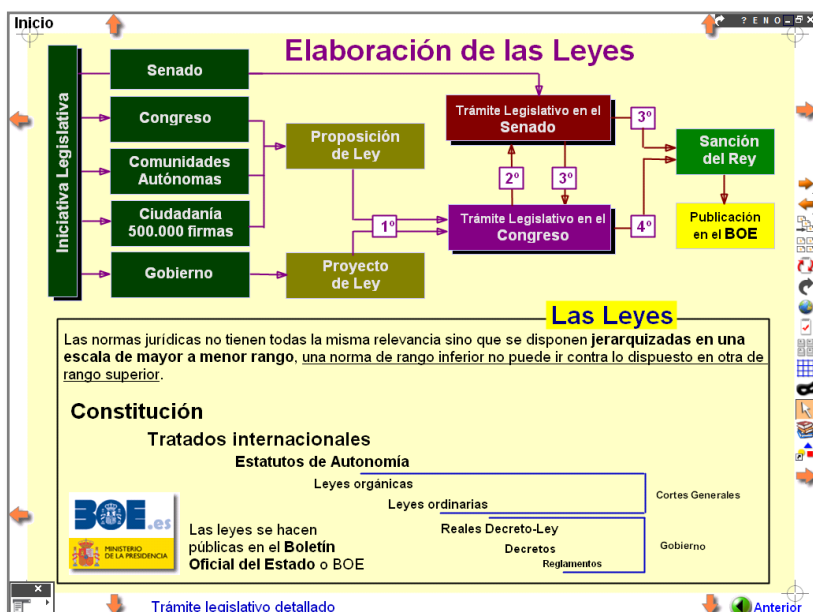 Inicio
? E N O
Elaboración de las Leyes
Iniciativa Legislativa
Senado
Congreso
Comunidades
Autónomas
Ciudadanía
500.000 firmas
Gobierno
Proposición
de Ley
Proyecto
de Ley
1º
Trámite Legislativo en el
Senado
2º
3º
Trámite Legislativo en el
Congreso
3º
4º
Sanción
del Rey
Publicación
en el BOE
Las Leyes
Las normas jurídicas no tienen todas la misma relevancia sino que se disponen jerarquizadas en una
escala de mayor a menor rango, una norma de rango inferior no puede ir contra lo dispuesto en otra de
rango superior.
Constitución
Tratados internacionales
Estatutos de Autonomía
Leyes orgánicas
Leyes ordinarias
Cortes Generales
Reales Decreto-Ley
Decretos
Reglamentos
Gobierno
BOE.es
MINISTERIO
DE LA PRESIDENCIA
Las leyes se hacen
públicas en el Boletín
Oficial del Estado o BOE
Trámite legislativo detallado
Anterior